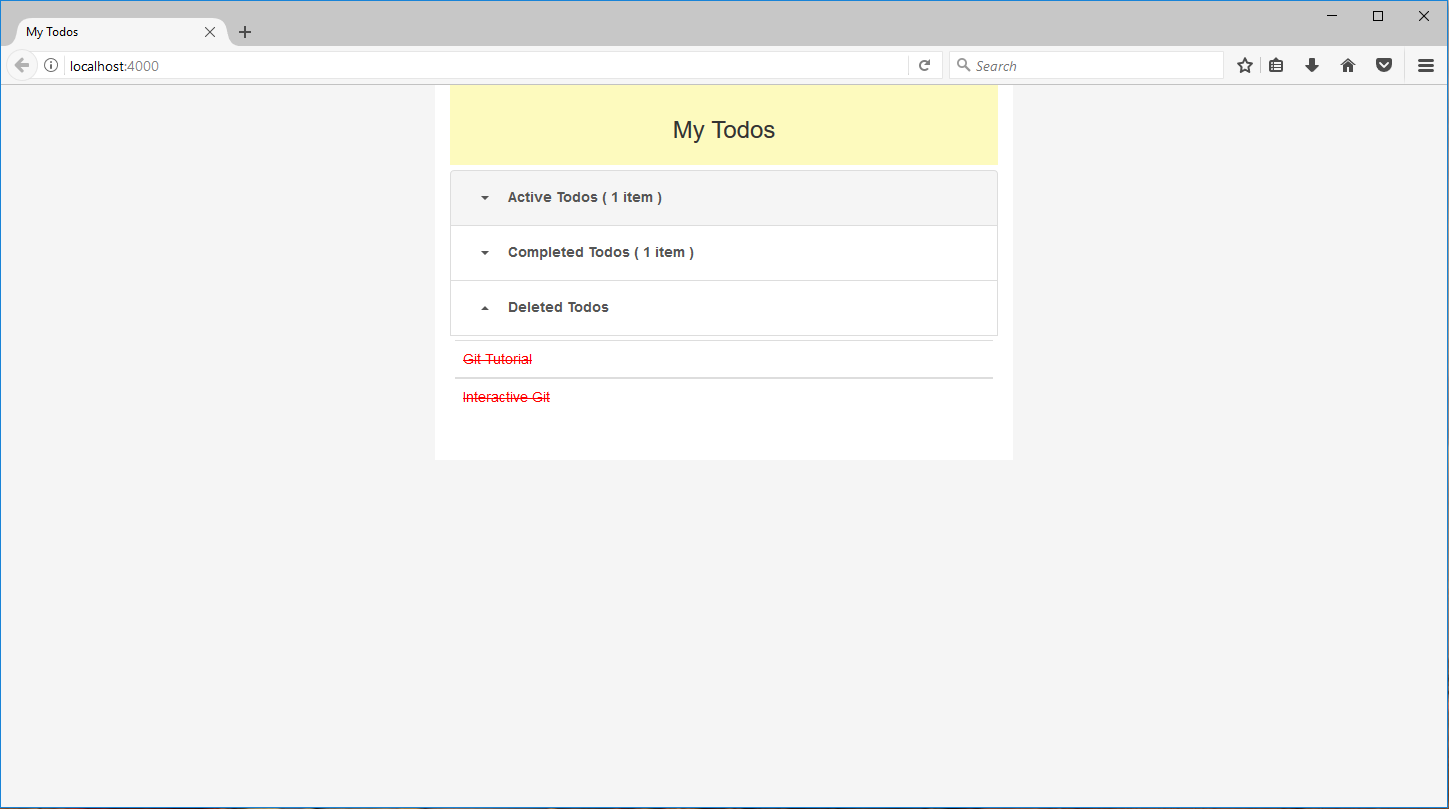 My Todos
localhost:4000
Search
My Todos
Active Todos ( 1 item )
Completed Todos ( 1 item )
Deleted Todos
Git Tutorial
Interactive Git